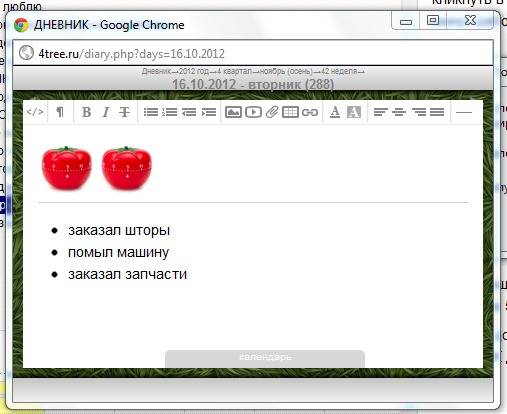 люблю
кликнуть в
ДНЕВНИК - Google Chrome
4tree.ru/diary.php?days=16.10.2012
Дневник→2012 год→4 квартал→ноябрь (осень)→42 неделя→
16.10.2012 - вторник (288)
</> ¶ B I T A A
заказал шторы
помыл машину
заказал запчасти
календарь